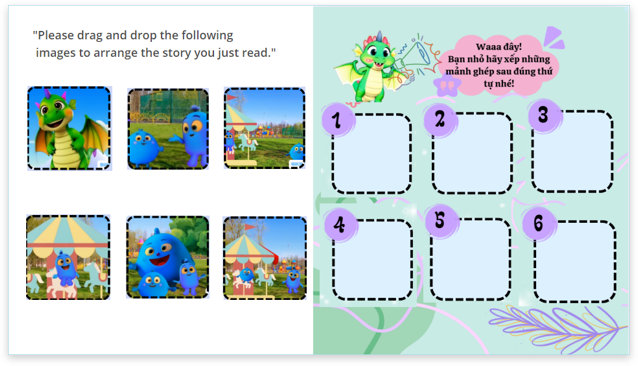 "Please drag and drop the following
images to arrange the story you just read."
Waaa đây!
Bạn nhỏ hãy xếp những
mảnh ghép sau đúng thứ
tự nhé!
1
2
3
4
5
6